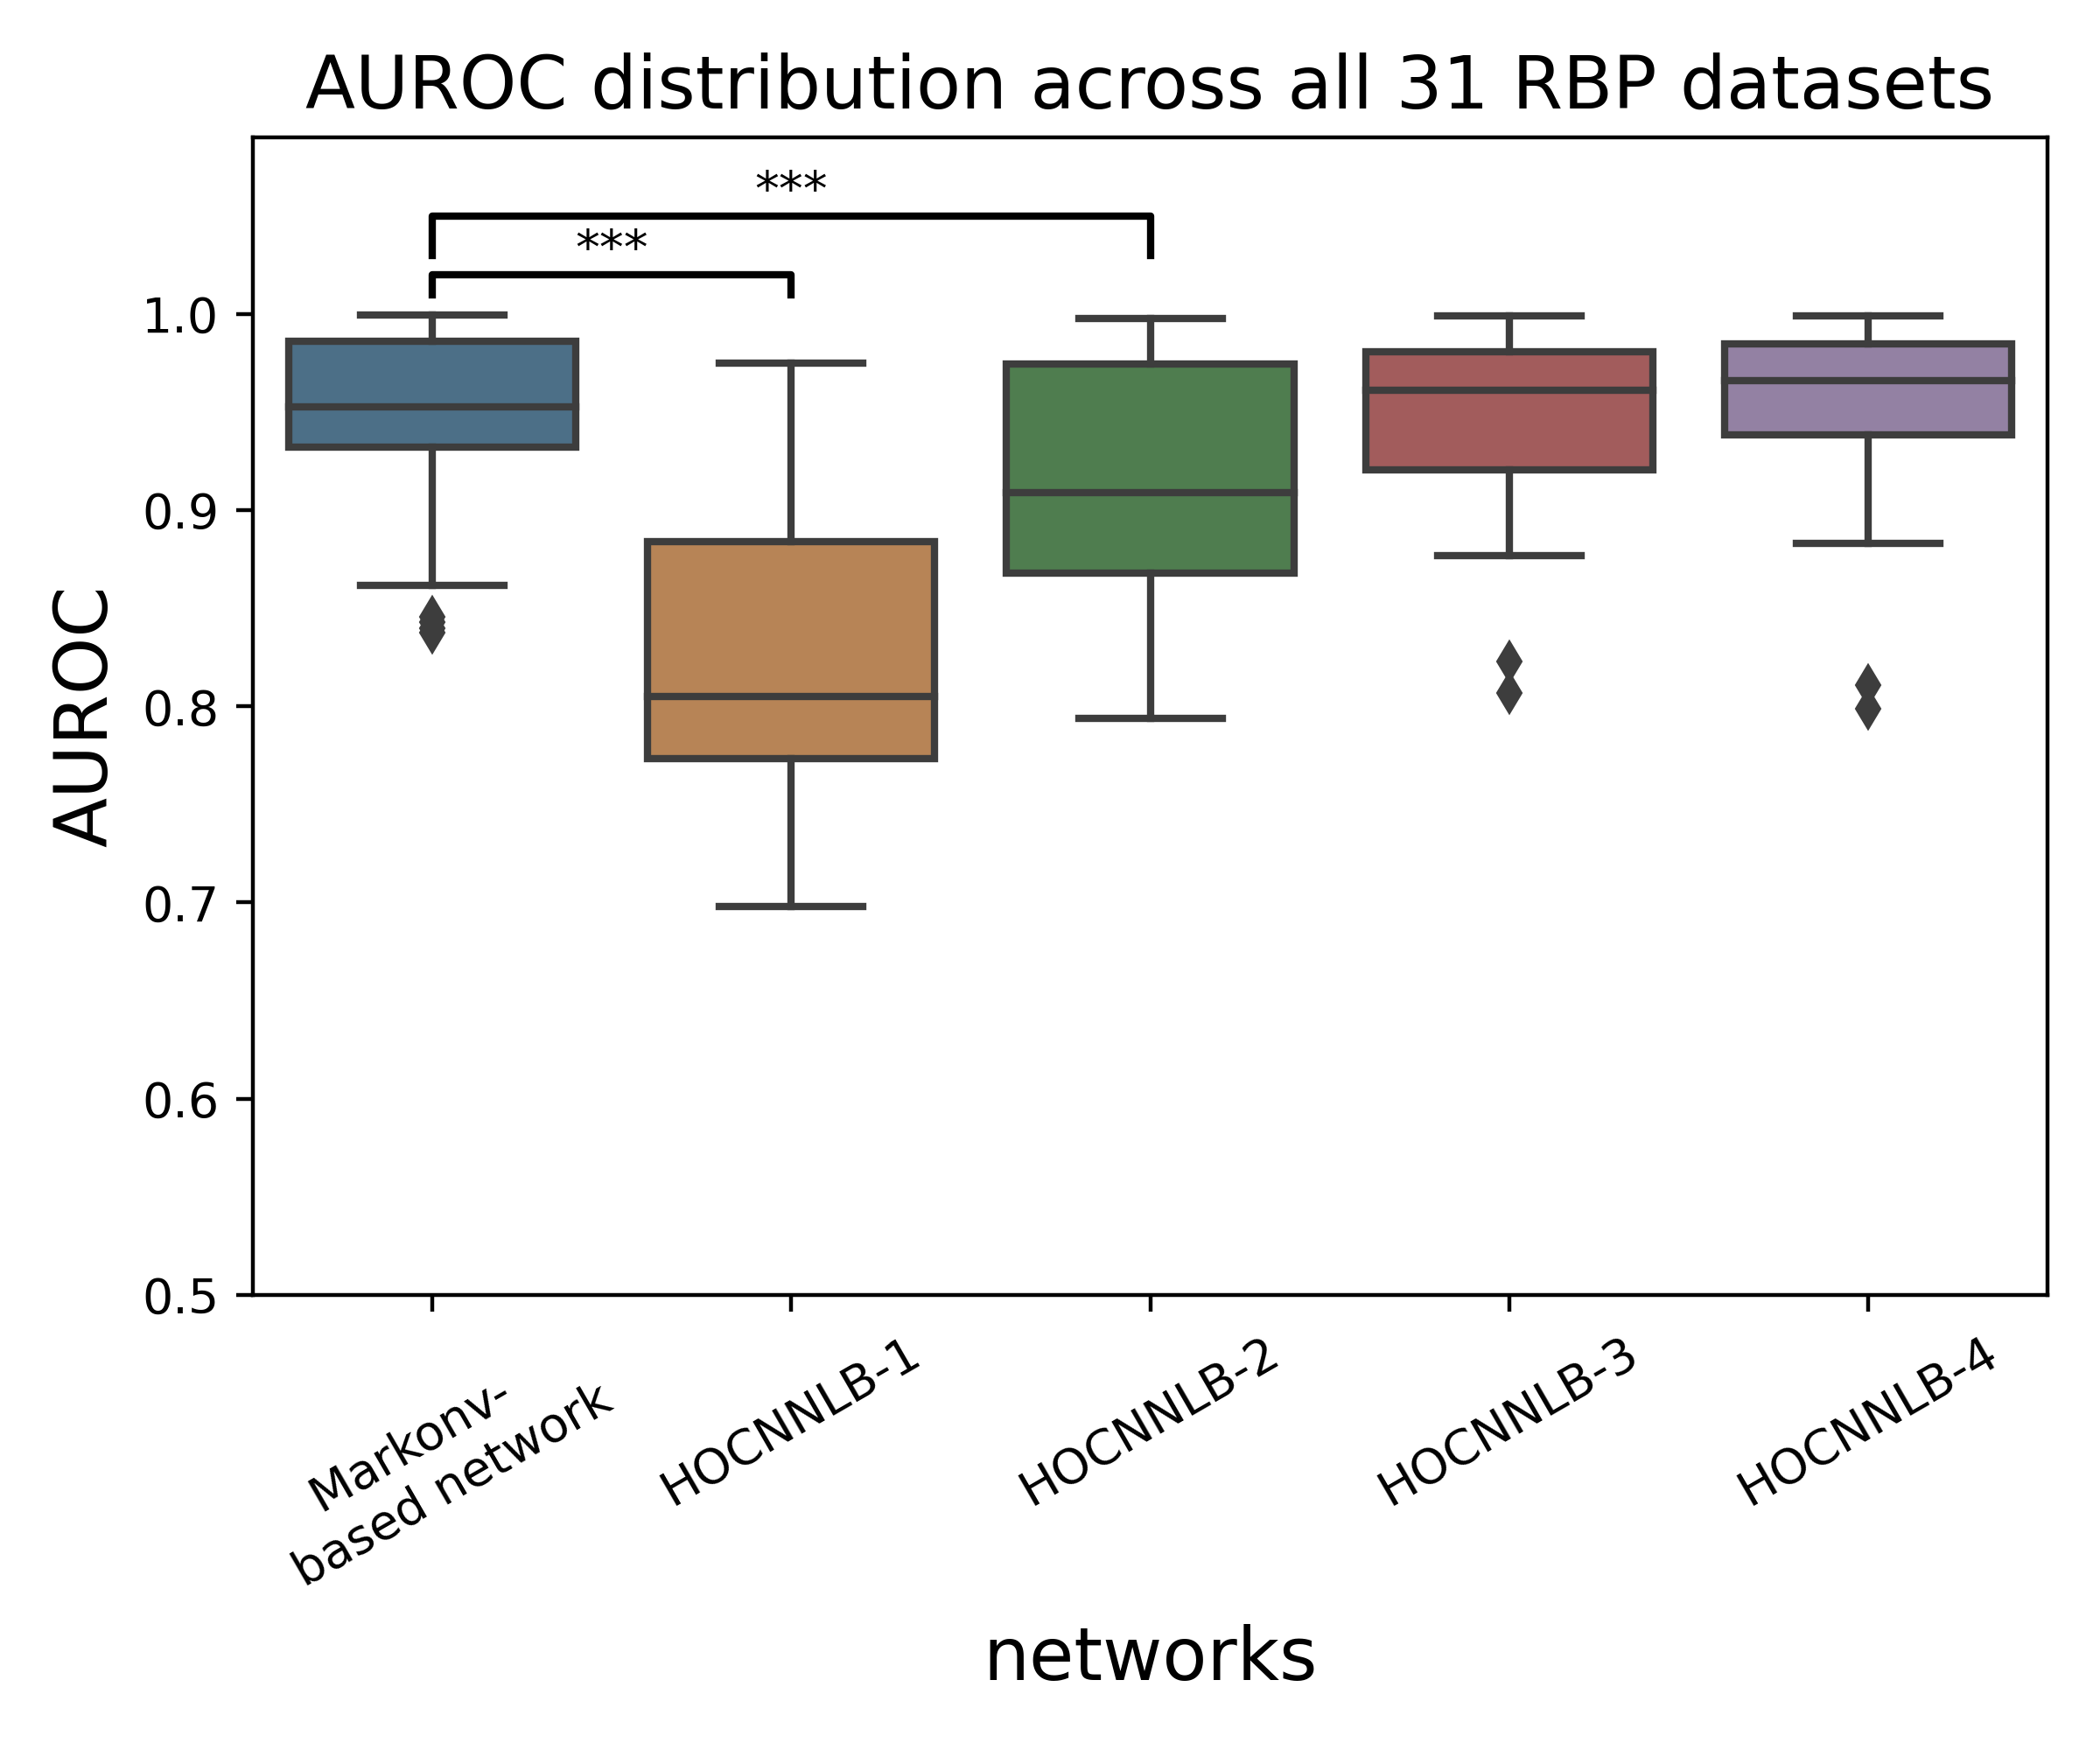 AUROC distribution across all 31 RBP datasets
***
***
1.0
0.9
0.8
0.7
0.6
0.5
AUROC
Markonv-
based network
HOCNNLB-1
HOCNNLB-2
HOCNNLB-3
HOCNNLB-4
networks